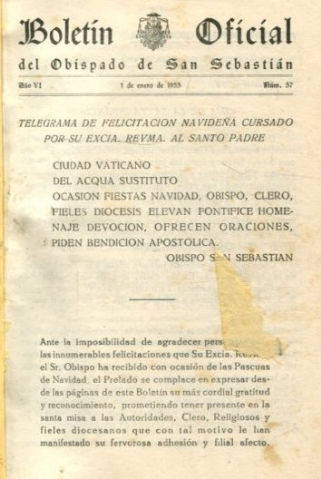 Boletín Oficial
del Obispado de San Sebastián
Año VI 1 de enero de 1955 Núm. 57
TELEGRAMA DE FELICITACION NAVIDEÑA CURSADO
POR SU EXCIA. REVMA. AL SANTO PADRE
CIUDAD VATICANO
DEL ACQUA SUSTITUTO
OCASION FIESTAS NAVIDAD, OBISPO, CLERO,
FIELES DIOCESIS ELEVAN PONTIFICE HOME-
NAJE DEVOCION, OFRECEN ORACIONES,
PIDEN BENDICION APOSTOLICA.
OBISPO SAN SEBASTIAN
Ante la imposibilidad de agradecer
las innumerables felicitaciones que Su Excia.
el Sr. Obispo ha recibido con ocasión de las Pascuas
de Navidad, el Prelado se complace en expresar des-
de las páginas de este Boletín su más cordial gratitud
y reconocimiento, prometiendo tener presente en la
santa misa a las Autoridades, Clero, Religiosos y
fieles diocesanos que con tal motivo le han
manifestado su fervorosa adhesión y filial afecto.